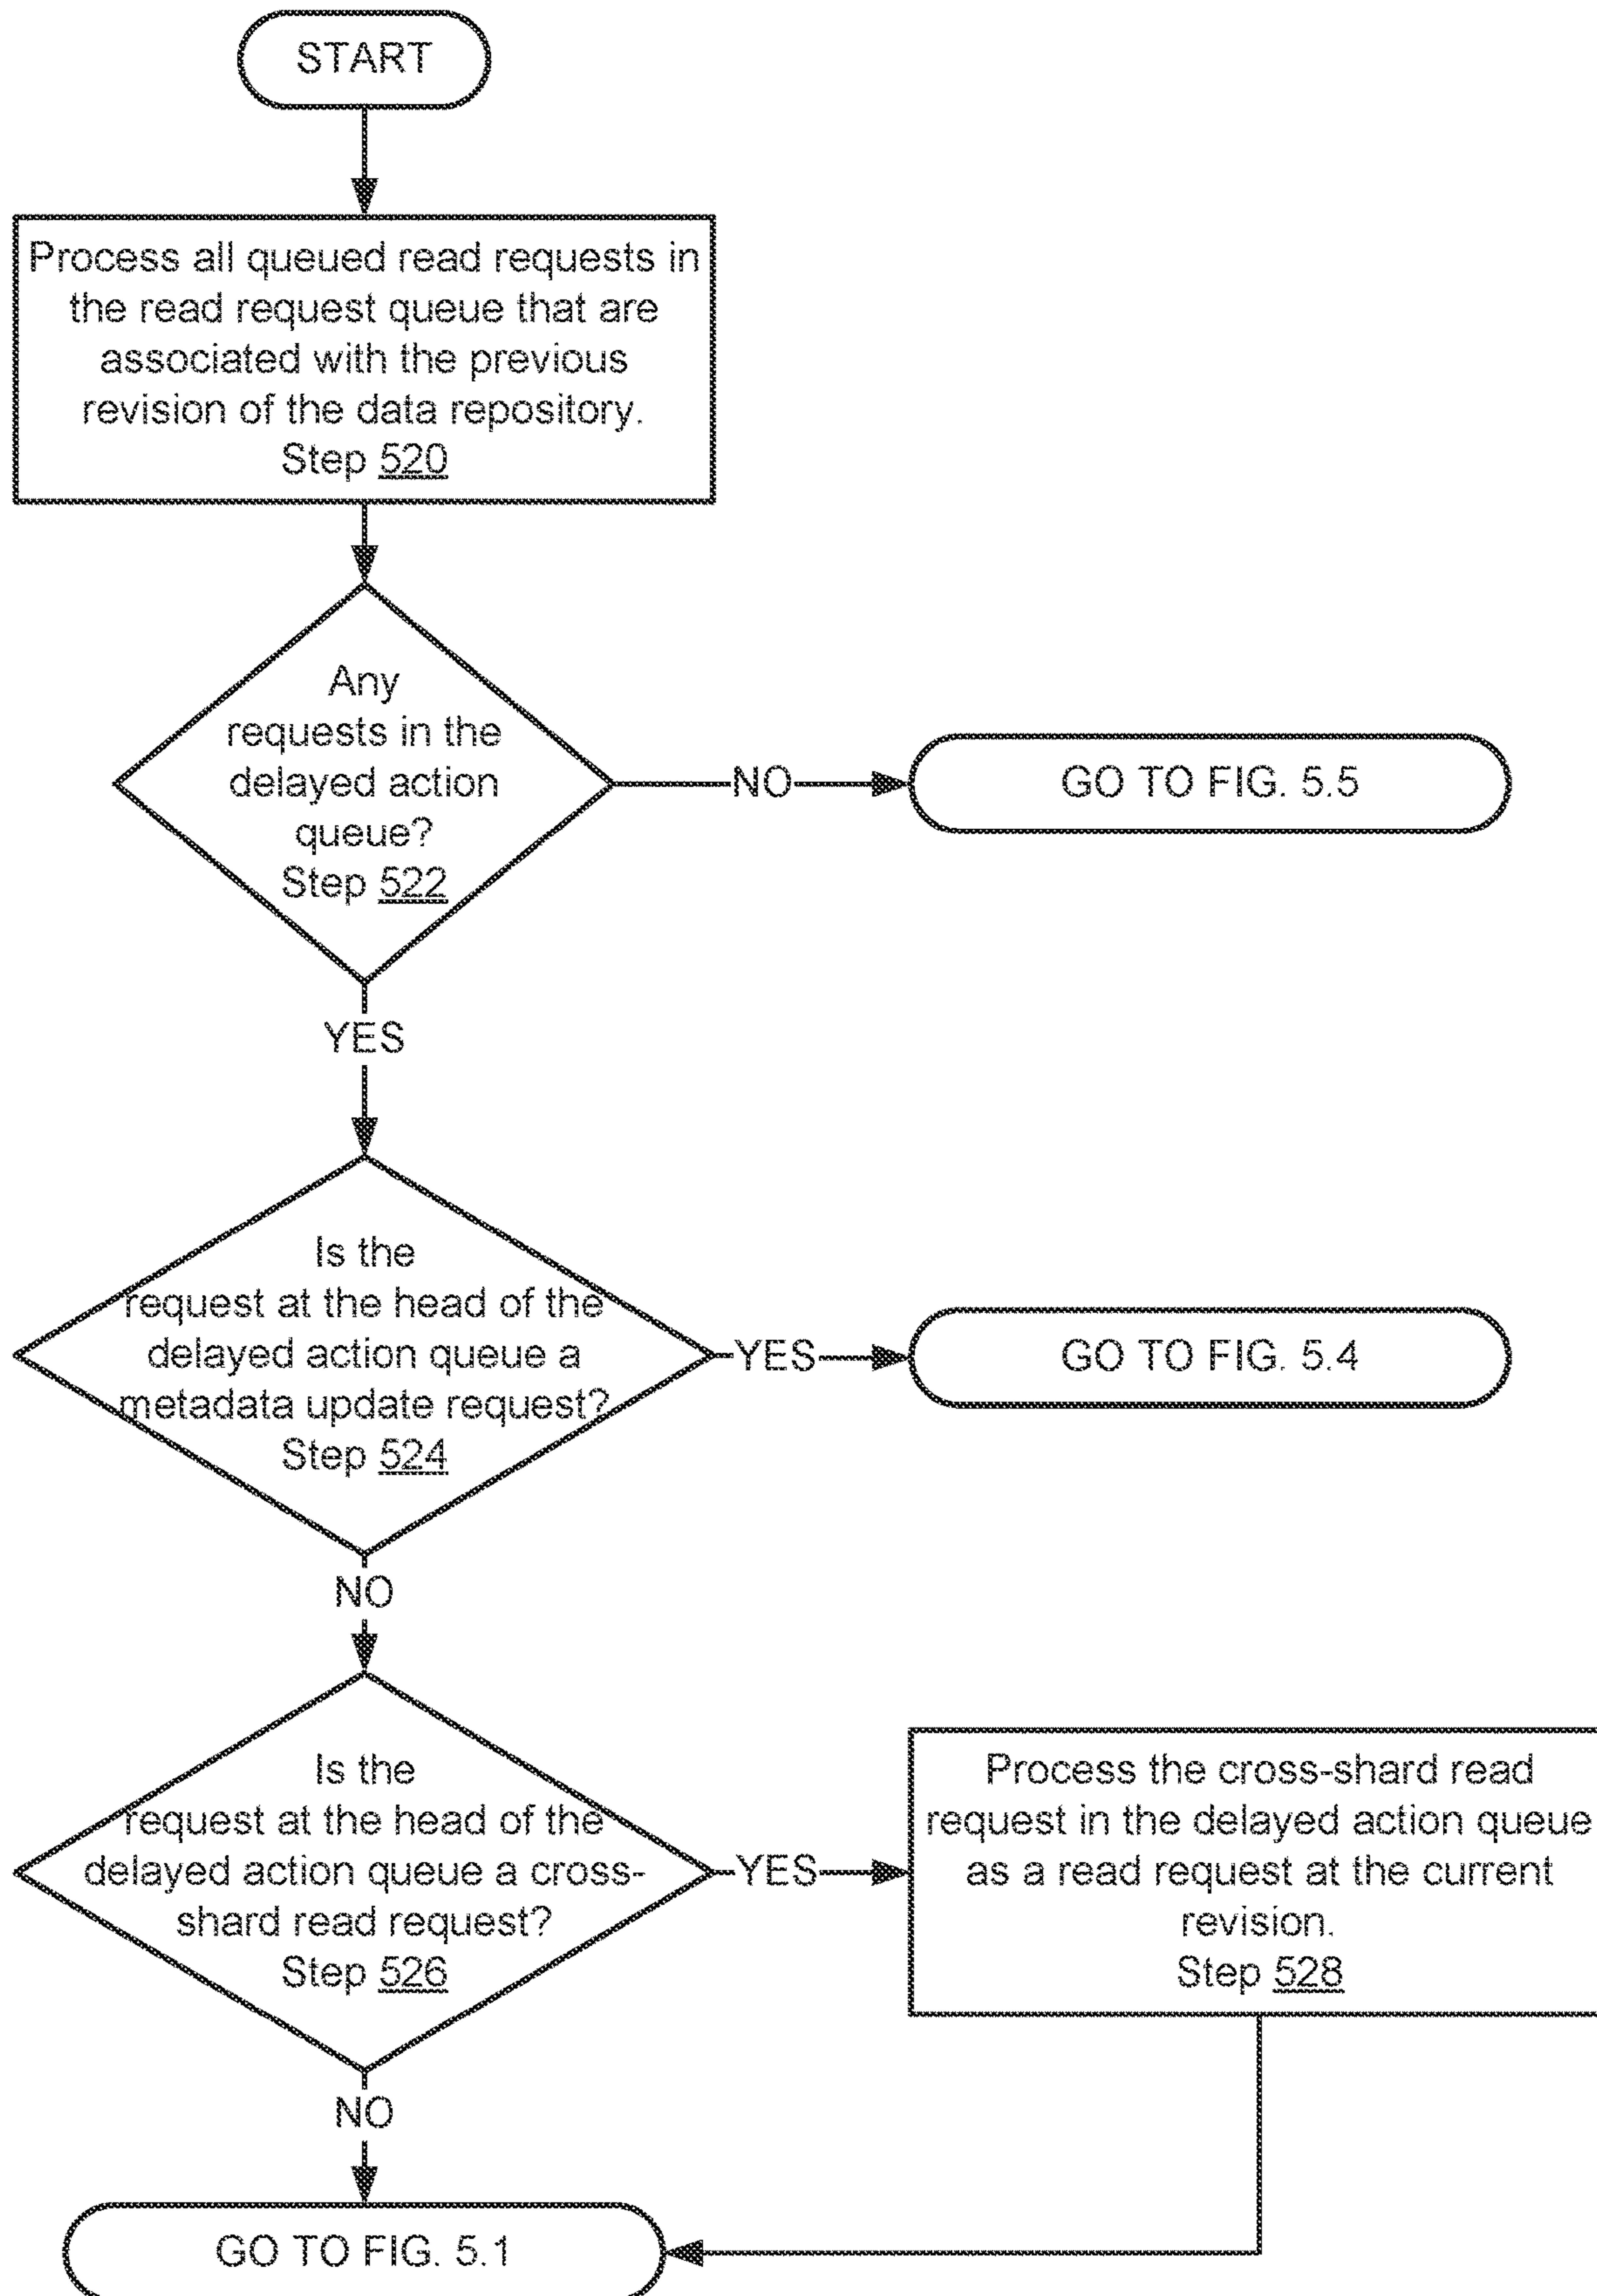 START
Process all queued read requests in
the read request queue that are
associated with the previous
revision of the data repository.
Step 520
Any
requests in the
delayed action
queue?
Step 522
NO
GO TO FIG. 5.5
YES
Is the
request at the head of the
delayed action queue a
metadata update request?
Step 524
YES
GO TO FIG. 5.4
NO
Is the
request at the head of the
delayed action queue a cross-
shard read request?
Step 526
YES
Process the cross-shard read
request in the delayed action queue
as a read request at the current
revision.
Step 528
NO
GO TO FIG. 5.1